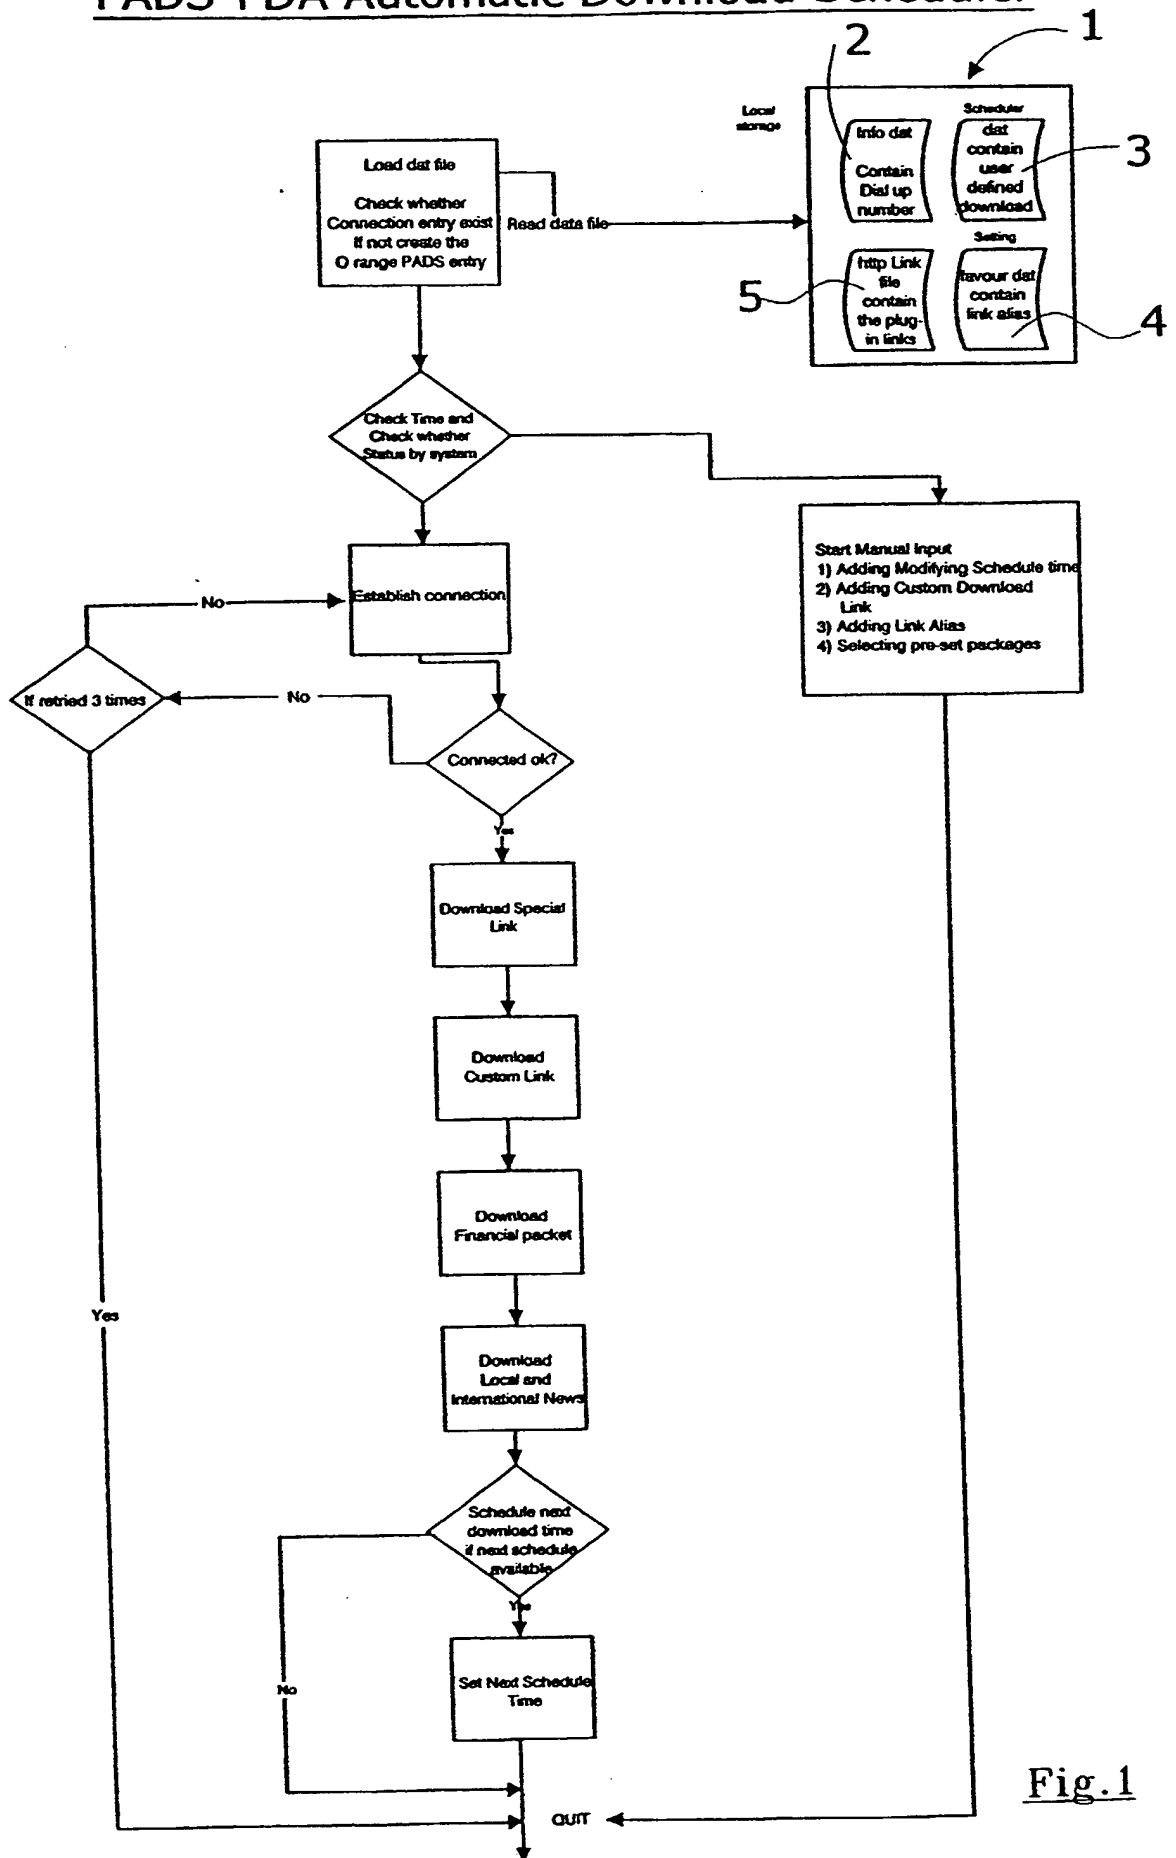 PADS-PDA Automatic Download Scheduler
1
2
Local
storage
Info dat
Contain
Dial up
number
Scheduler
dat
contain
user
defined
download
3
Load dat file
Check whether
Connection entry exist
If not create the
O range PADS entry
Read data file
5
http Link
file
contain
the plug-
in links
Setting
favour dat
contain
link alias
4
Check Time and
Check whether
Status by system
Start Manual Input
1) Adding Modifying Schedule time
2) Adding Custom Download
Link
3) Adding Link Alias
4) Selecting pre-set packages
Establish connection
No
If retried 3 times
No
Connected ok?
Yes
Download Special
Link
Download
Custom Link
Download
Financial packet
Yes
Download
Local and
International News
Schedule next
download time
if next schedule
available
Yes
No
Set Next Schedule
Time
QUIT
Fig.1